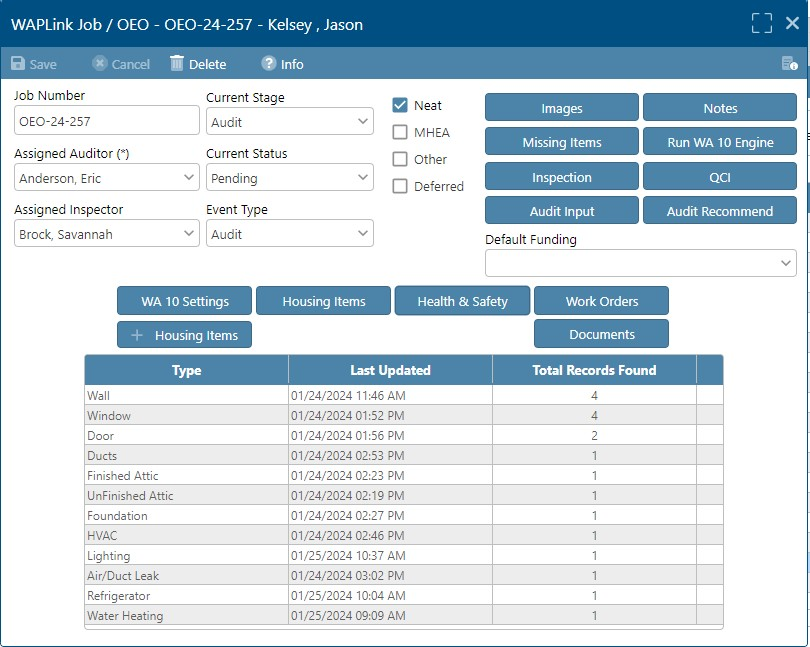 WAPLink Job / OEO - OEO-24-257 - Kelsey , Jason
Save Cancel Delete Info
Job Number
OEO-24-257
Current Stage
Audit
Assigned Auditor (*)
Anderson, Eric
Current Status
Pending
Assigned Inspector
Brock, Savannah
Event Type
Audit
Neat
MHEA
Other
Deferred
Images Notes
Missing Items Run WA 10 Engine
Inspection QCI
Audit Input Audit Recommend
Default Funding
WA 10 Settings Housing Items Health & Safety Work Orders
+ Housing Items Documents
Type Last Updated Total Records Found
Wall 01/24/2024 11:46 AM 4
Window 01/24/2024 01:52 PM 4
Door 01/24/2024 01:56 PM 2
Ducts 01/24/2024 02:53 PM 1
Finished Attic 01/24/2024 02:23 PM 1
UnFinished Attic 01/24/2024 02:19 PM 1
Foundation 01/24/2024 02:27 PM 1
HVAC 01/24/2024 02:46 PM 1
Lighting 01/25/2024 10:37 AM 1
Air/Duct Leak 01/24/2024 03:02 PM 1
Refrigerator 01/25/2024 10:04 AM 1
Water Heating 01/25/2024 09:09 AM 1